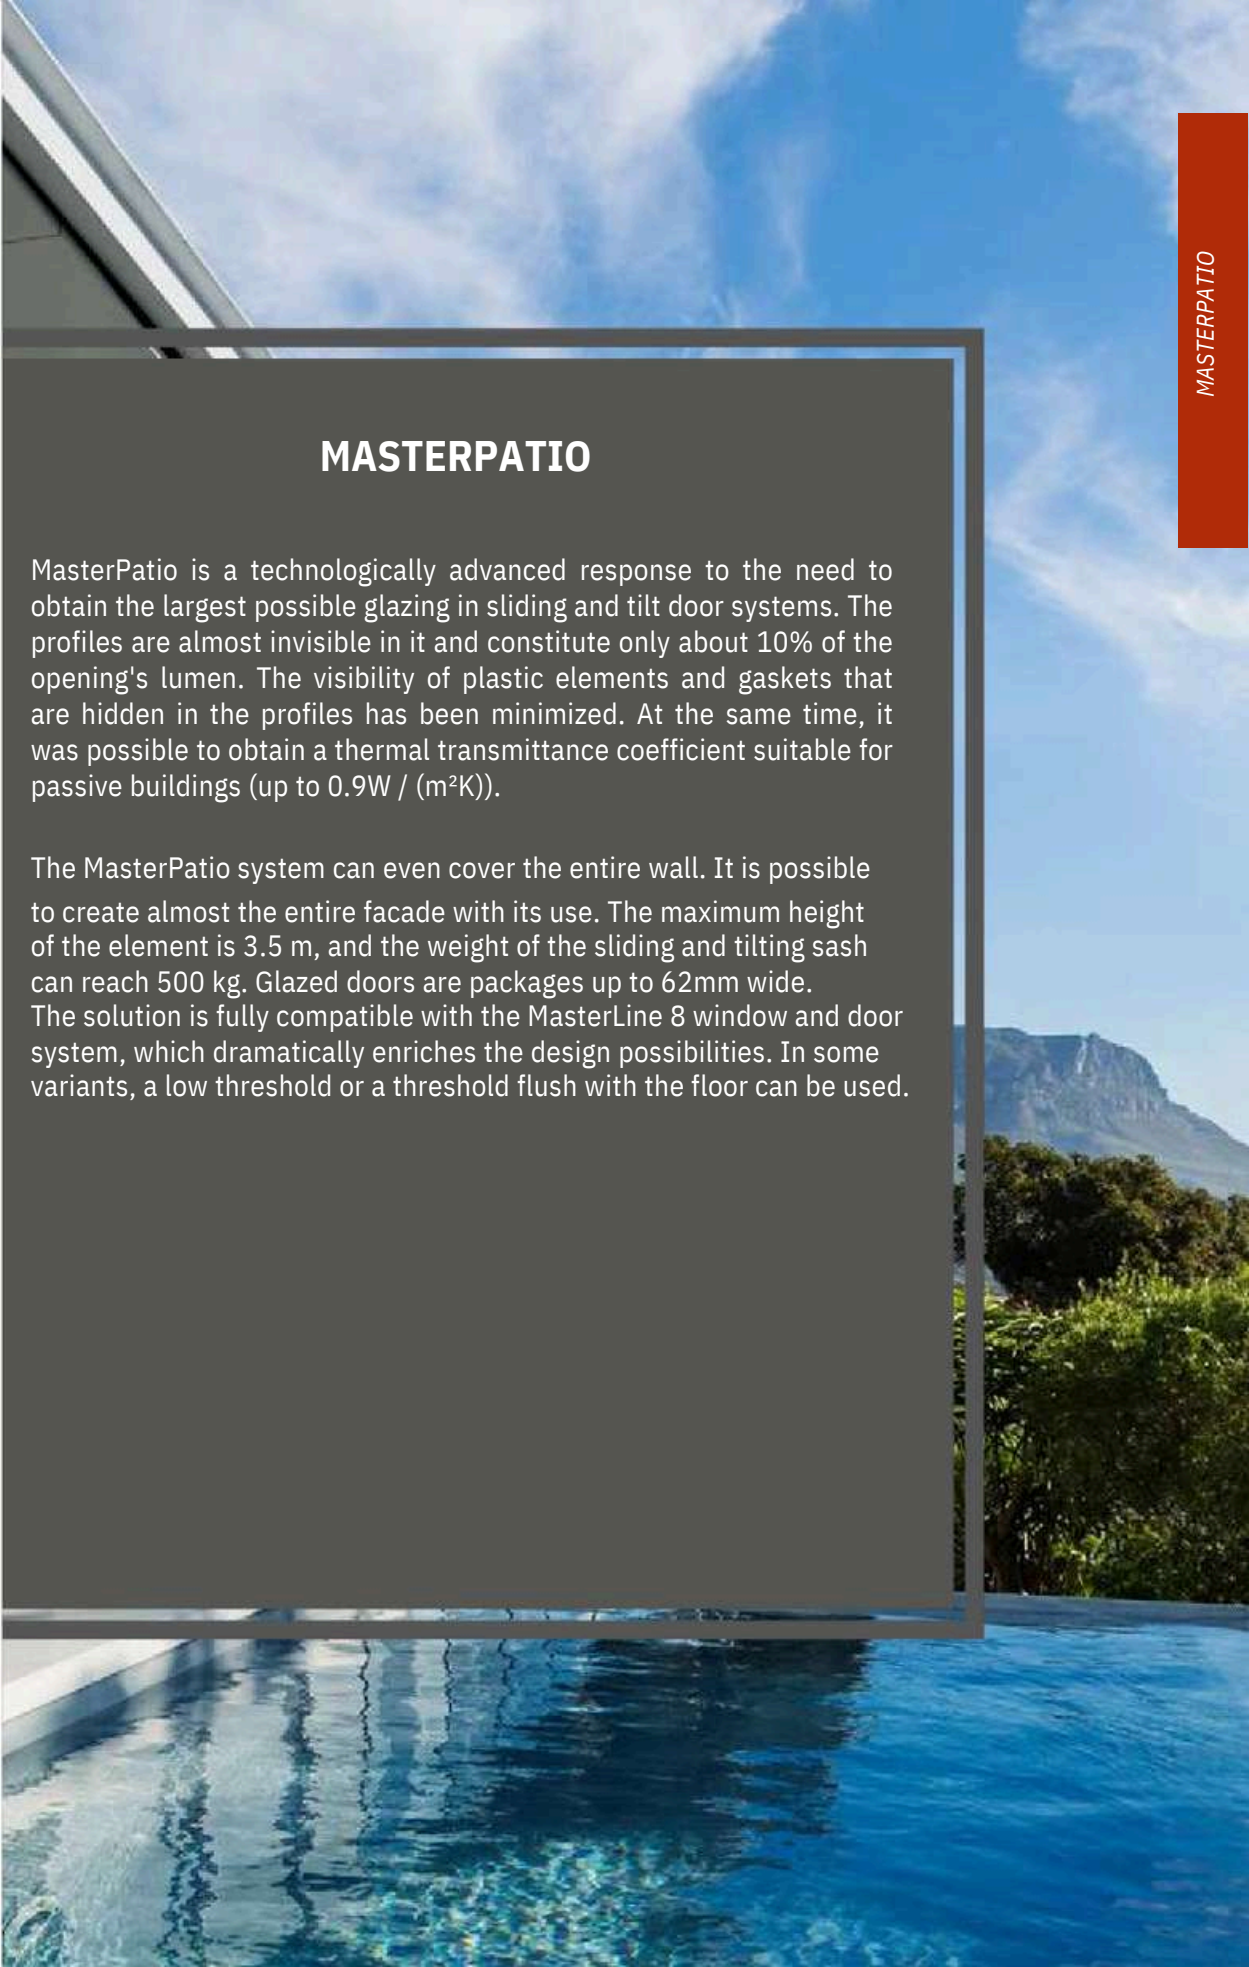 MASTERPATIO
MASTERPATIO
MasterPatio is a technologically advanced response to the need to
obtain the largest possible glazing in sliding and tilt door systems. The
profiles are almost invisible in it and constitute only about 10% of the
opening's lumen. The visibility of plastic elements and gaskets that
are hidden in the profiles has been minimized. At the same time, it
was possible to obtain a thermal transmittance coefficient suitable for
passive buildings (up to 0.9W / (m²K)).
The MasterPatio system can even cover the entire wall. It is possible
to create almost the entire facade with its use. The maximum height
of the element is 3.5 m, and the weight of the sliding and tilting sash
can reach 500 kg. Glazed doors are packages up to 62mm wide.
The solution is fully compatible with the MasterLine 8 window and door
system, which dramatically enriches the design possibilities. In some
variants, a low threshold or a threshold flush with the floor can be used.